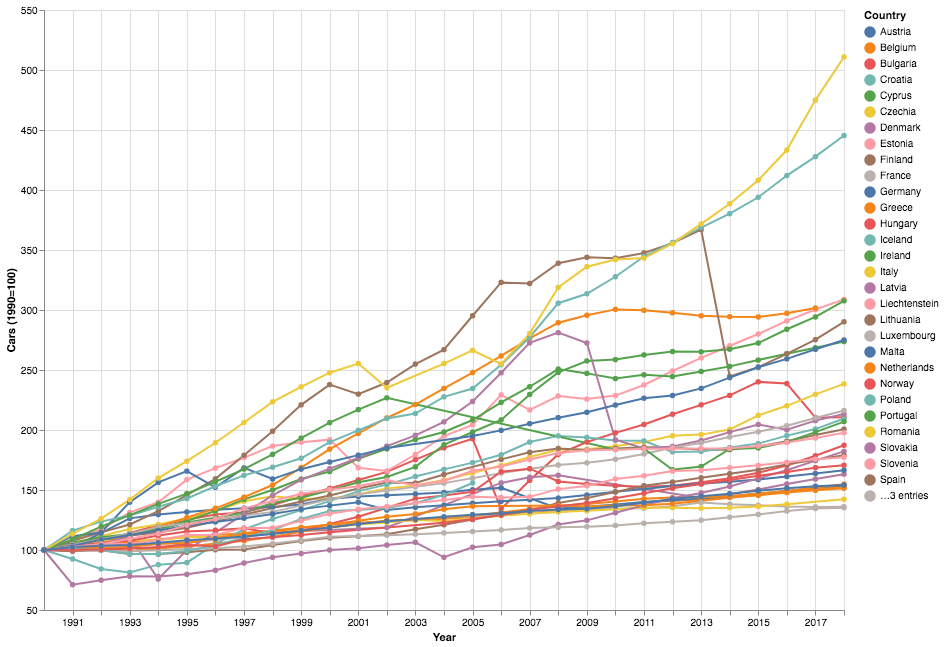 Cars (1990=100)
550
500
450
400
350
300
250
200
150
100
50
1991
1993
1995
1997
1999
2001
2003
2005
2007
2009
2011
2013
2015
2017
Year
Country
Austria
Belgium
Bulgaria
Croatia
Cyprus
Czechia
Denmark
Estonia
Finland
France
Germany
Greece
Hungary
Iceland
Ireland
Italy
Latvia
Liechtenstein
Lithuania
Luxembourg
Malta
Netherlands
Norway
Poland
Portugal
Romania
Slovakia
Slovenia
Spain
…3 entries